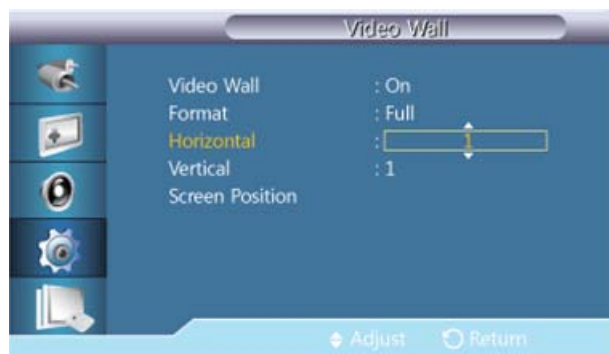 Video Wall
Video Wall : On
Format : Full
Horizontal : 1
Vertical : 1
Screen Position
Adjust Return